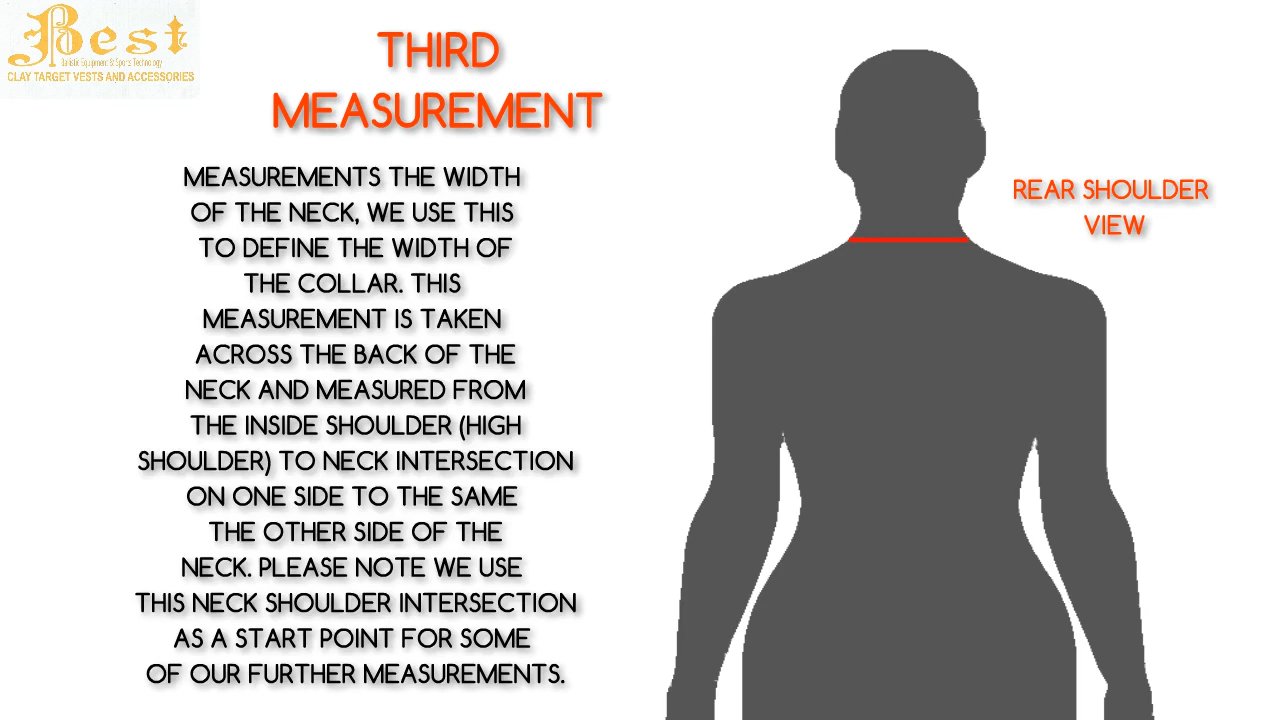 Best
Ballistic Equipment & Sports Technology
CLAY TARGET VESTS AND ACCESSORIES
THIRD
MEASUREMENT
MEASUREMENTS THE WIDTH
OF THE NECK, WE USE THIS
TO DEFINE THE WIDTH OF
THE COLLAR. THIS
MEASUREMENT IS TAKEN
ACROSS THE BACK OF THE
NECK AND MEASURED FROM
THE INSIDE SHOULDER (HIGH
SHOULDER) TO NECK INTERSECTION
ON ONE SIDE TO THE SAME
THE OTHER SIDE OF THE
NECK. PLEASE NOTE WE USE
THIS NECK SHOULDER INTERSECTION
AS A START POINT FOR SOME
OF OUR FURTHER MEASUREMENTS.
REAR SHOULDER
VIEW